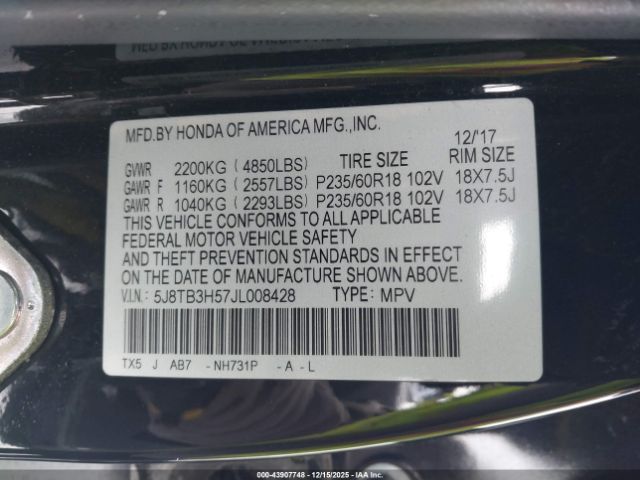 MFD.BY HONDA OF AMERICA MFG.,INC.
12/'17
GVWR 2200KG (4850LBS) TIRE SIZE RIM SIZE
GAWR F 1160KG (2557LBS) P235/60R18 102V 18X7.5J
GAWR R 1040KG (2293LBS) P235/60R18 102V 18X7.5J
THIS VEHICLE CONFORMS TO ALL APPLICABLE
FEDERAL MOTOR VEHICLE SAFETY
AND THEFT PREVENTION STANDARDS IN EFFECT
ON THE DATE OF MANUFACTURE SHOWN ABOVE.
V.I.N.: 5J8TB3H57JL008428 TYPE: MPV
TX5 J AB7 -NH731P -A-L
000-43907748 - 12/15/2025 - IAA Inc.